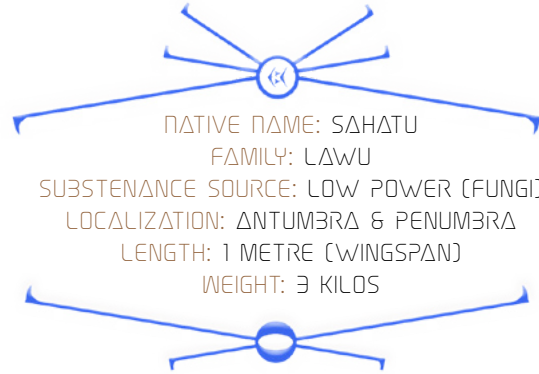 NATIVE NAME: SAHATU
FAMILY: LAWU
SUBSTENANCE SOURCE: LOW POWER (FUNGI)
LOCALIZATION: ANTUMBRA & PENUMBRA
LENGTH: 1 METRE (WINGSPAN)
WEIGHT: 3 KILOS